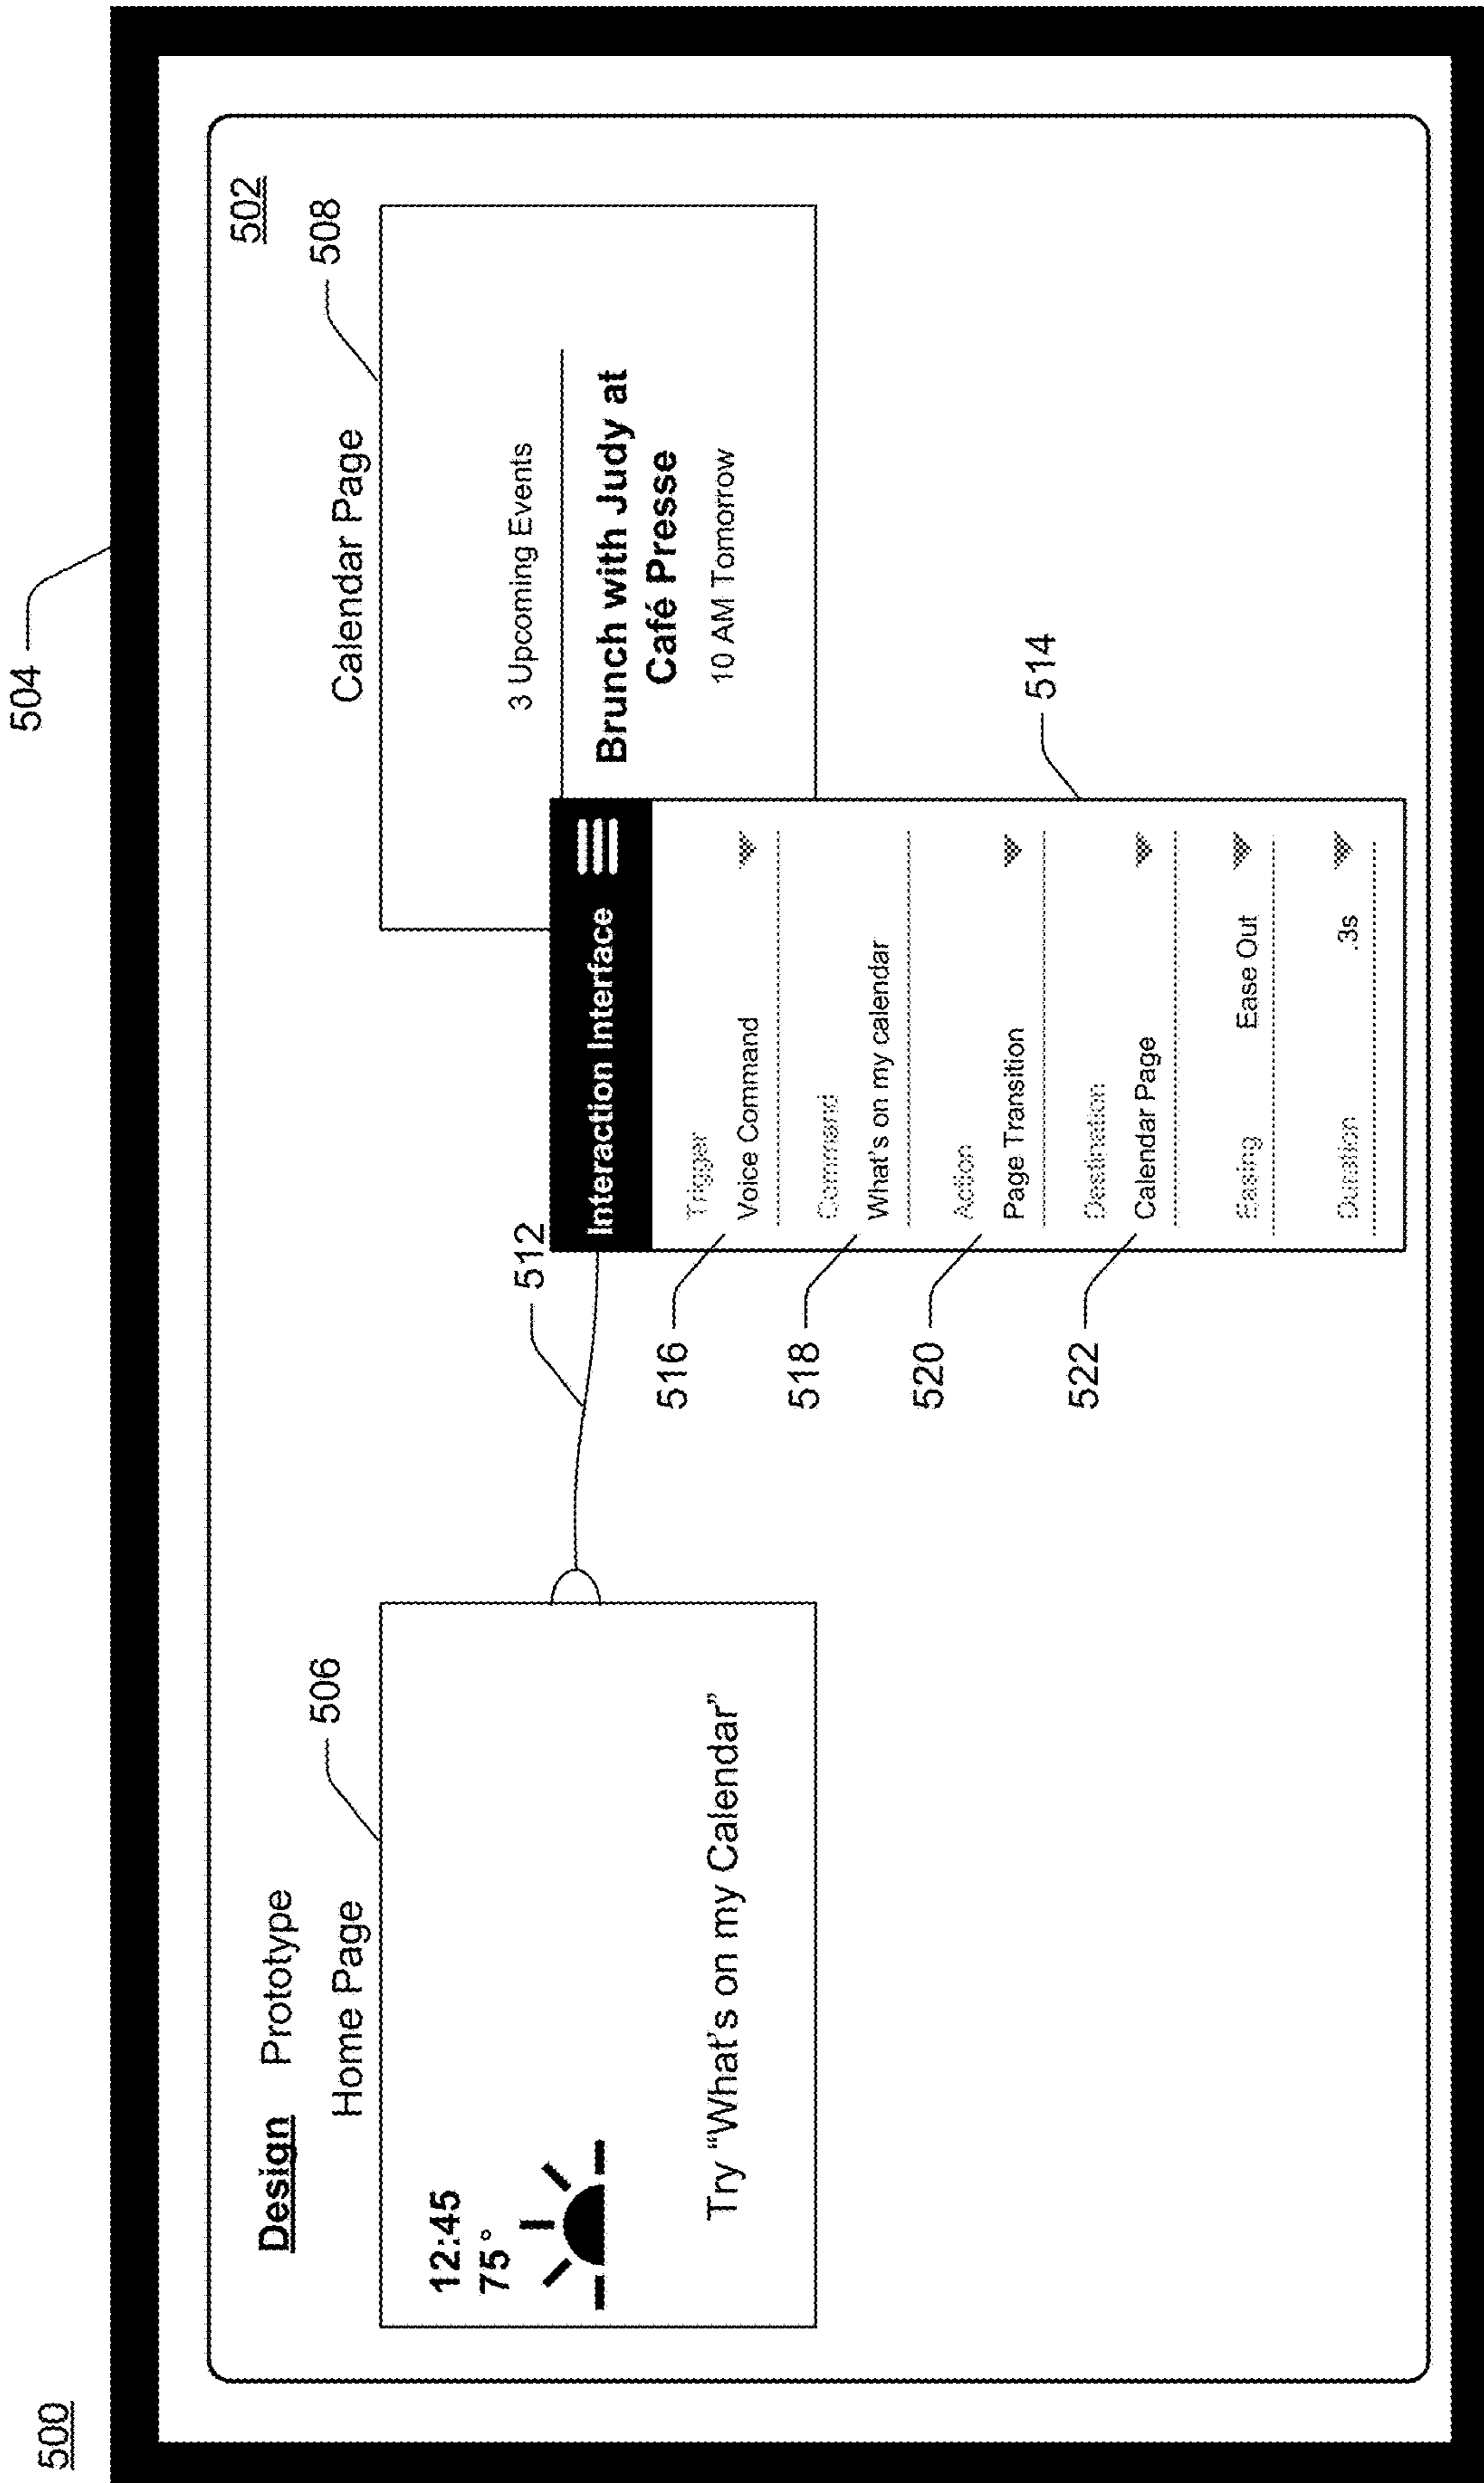 500
504
502
Design Prototype
Home Page
506
12:45
75°
Try “What’s on my Calendar”
Calendar Page
508
3 Upcoming Events
Brunch with Judy at
Café Presse
10 AM Tomorrow
512
Interaction Interface
514
Trigger
516
Voice Command
Command
518
What's on my calendar
Action
520
Page Transition
Destination
522
Calendar Page
Easing Ease Out
Duration .3s